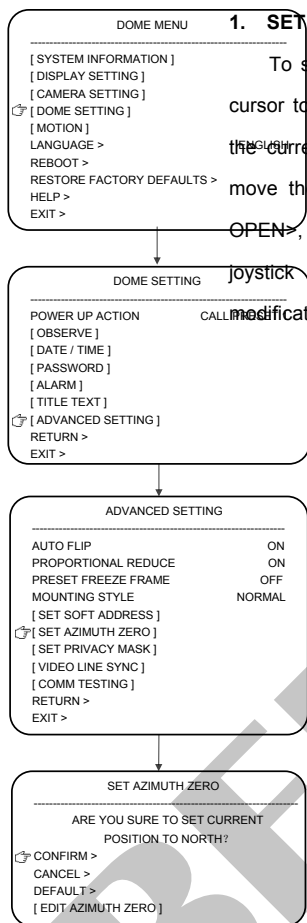 DOME MENU
[ SYSTEM INFORMATION ]
[ DISPLAY SETTING ]
[ CAMERA SETTING ]
[ DOME SETTING ]
[ MOTION ]
LANGUAGE > ENGLISH
REBOOT >
RESTORE FACTORY DEFAULTS >
HELP >
EXIT >
1. SET
To s
cursor to
the curre
move th
OPEN>,
joystick
modificat
DOME SETTING
POWER UP ACTION CALL PRESET 1
[ OBSERVE ]
[ DATE / TIME ]
[ PASSWORD ]
[ ALARM ]
[ TITLE TEXT ]
[ ADVANCED SETTING ]
RETURN >
EXIT >
ADVANCED SETTING
AUTO FLIP ON
PROPORTIONAL REDUCE ON
PRESET FREEZE FRAME OFF
MOUNTING STYLE NORMAL
[ SET SOFT ADDRESS ]
[ SET AZIMUTH ZERO ]
[ SET PRIVACY MASK ]
[ VIDEO LINE SYNC ]
[ COMM TESTING ]
RETURN >
EXIT >
SET AZIMUTH ZERO
ARE YOU SURE TO SET CURRENT
POSITION TO NORTH?
CONFIRM >
CANCEL >
DEFAULT >
[ EDIT AZIMUTH ZERO ]